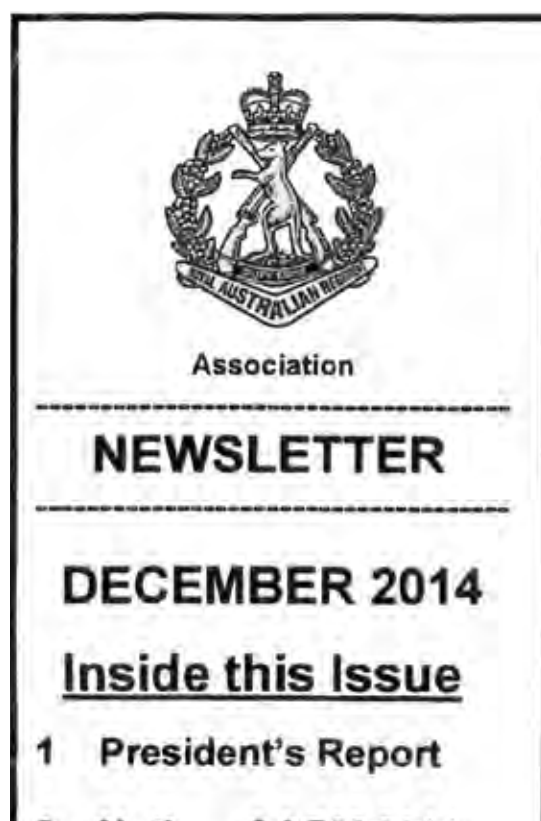 ROYAL AUSTRALIAN REGIMENT
Association
NEWSLETTER
DECEMBER 2014
Inside this Issue
1 President's Report